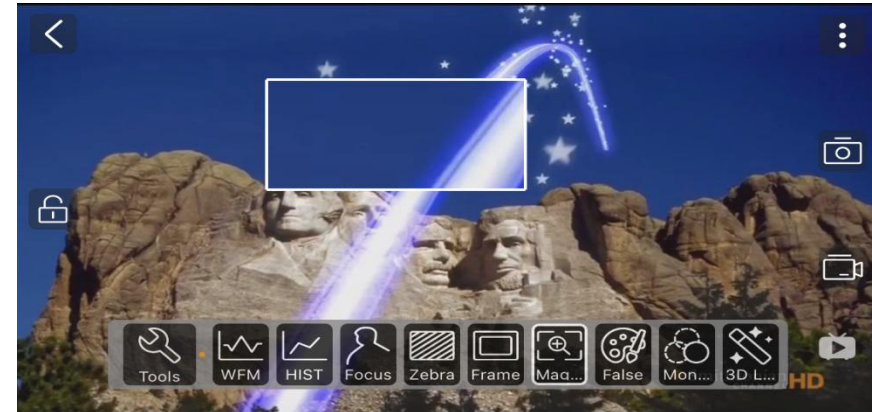 Tools
WFM
HIST
Focus
Zebra
Frame
Mag...
False
Mon...
3D L...
HD